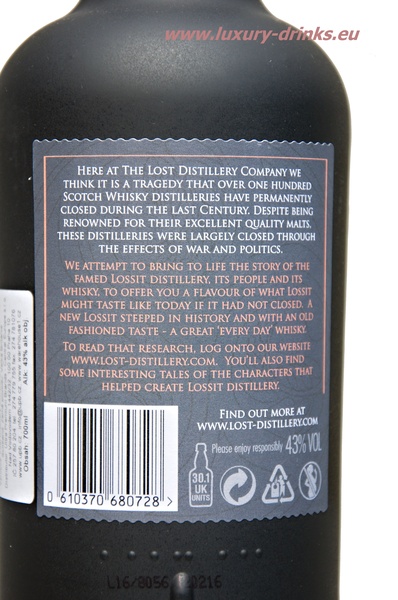 www.luxury-drinks.eu
Here at The Lost Distillery Company we
think it is a tragedy that over one hundred
Scotch Whisky distilleries have permanently
closed during the last Century. Despite being
renowned for their excellent quality malts,
these distilleries were largely closed through
the effects of war and politics.
We attempt to bring to life the story of the
famed Lossit Distillery, its people and its
whisky, to offer you a flavour of what Lossit
might taste like today if it had not closed. A
new Lossit steeped in history and with an old
fashioned taste - a great 'every day' whisky.
To read that research, log onto our website
www.lost-distillery.com. You'll also find
some interesting tales of the characters that
helped create Lossit distillery.
Find out more at
www.lost-distillery.com
Please enjoy responsibly 43% VOL
30.1
UK
UNITS
0 610370 680728 >
Alk. 43% alk obj
Obsah: 700ml
L16/8056
0216